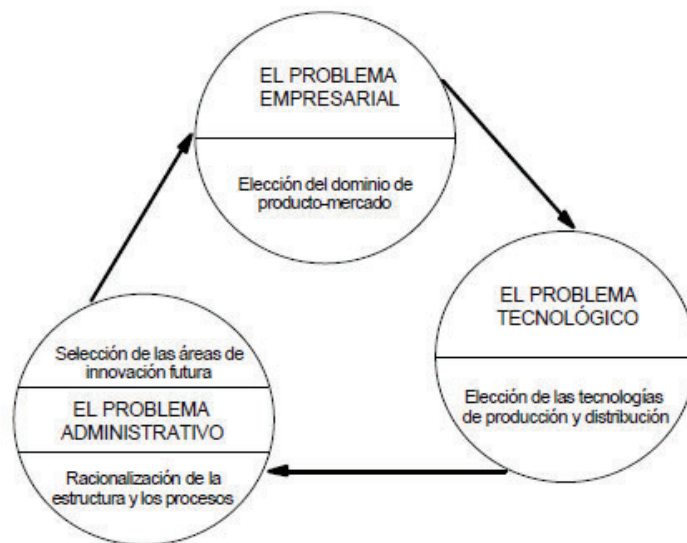 EL PROBLEMA
EMPRESARIAL
Elección del dominio de
producto-mercado
EL PROBLEMA
TECNOLÓGICO
Elección de las tecnologías
de producción y distribución
Selección de las áreas de
innovación futura
EL PROBLEMA
ADMINISTRATIVO
Racionalización de la
estructura y los procesos